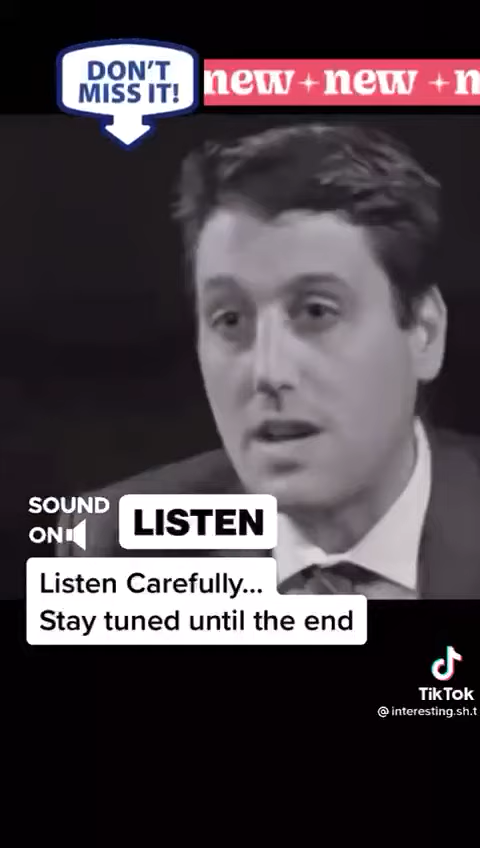 DON'T
MISS IT!
new + new + n
SOUND
ON
LISTEN
Listen Carefully...
Stay tuned until the end
TikTok
@interesting.sh.t